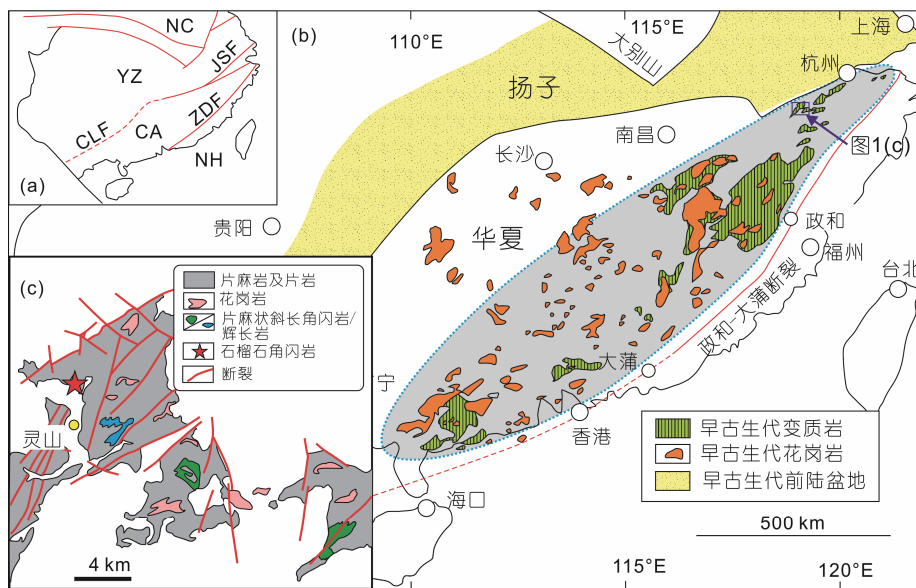 NC
YZ
JSF
CLF
CA
ZDF
NH
(a)
(b)
110°E
115°E
上海
大别山
杭州
扬子
南昌
长沙
图1(c)
贵阳
华夏
政和
福州
台北
政和-大蒲断裂
大蒲
宁
香港
海口
(c)
片麻岩及片岩
花岗岩
片麻状斜长角闪岩/
辉长岩
石榴石角闪岩
断裂
灵山
4 km
早古生代变质岩
早古生代花岗岩
早古生代前陆盆地
500 km
115°E
120°E